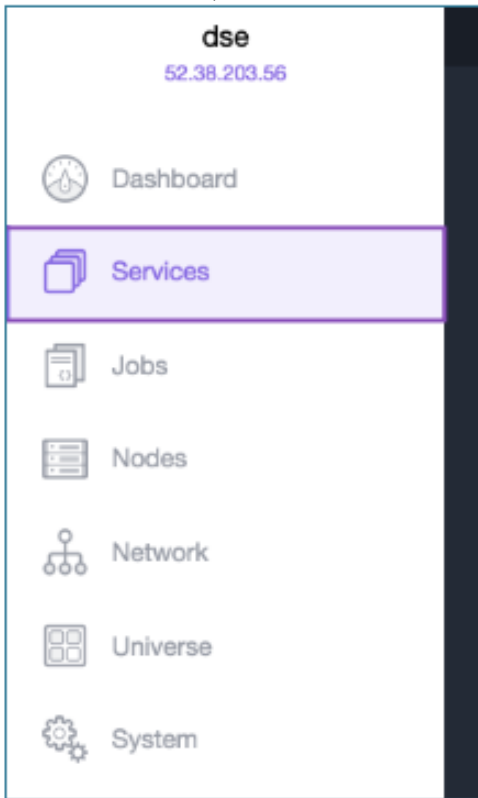 dse
52.38.203.56
Dashboard
Services
Jobs
Nodes
Network
Universe
System